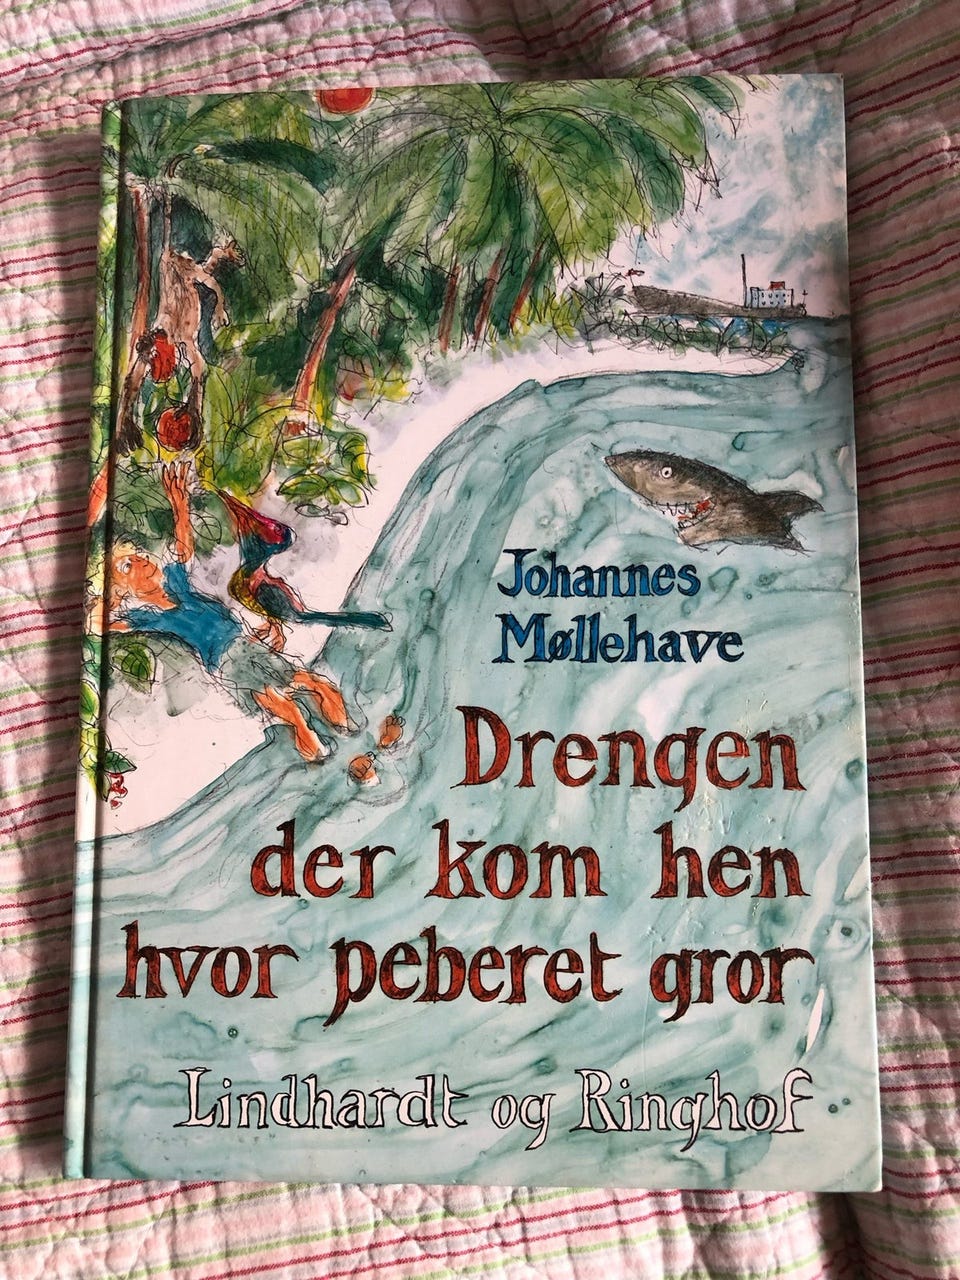 Johannes
Møllehave
Drengen
der kom hen
hvor peberet gror
Lindhardt og Ringhof